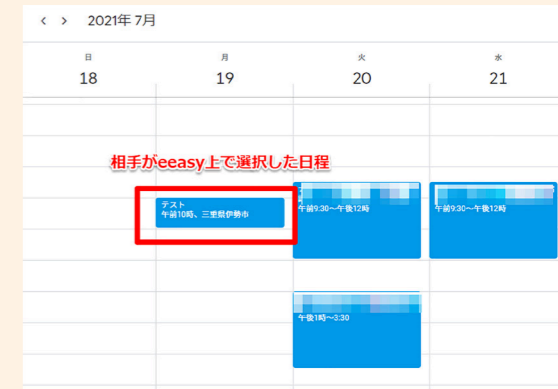 < > 2021年 7月
日 月 火 水
18 19 20 21
相手がeeasy上で選択した日程
テスト
午前10時、三重県伊勢市
午前9:30～午後12時
午前9:30～午後12時
午後1時～3:30